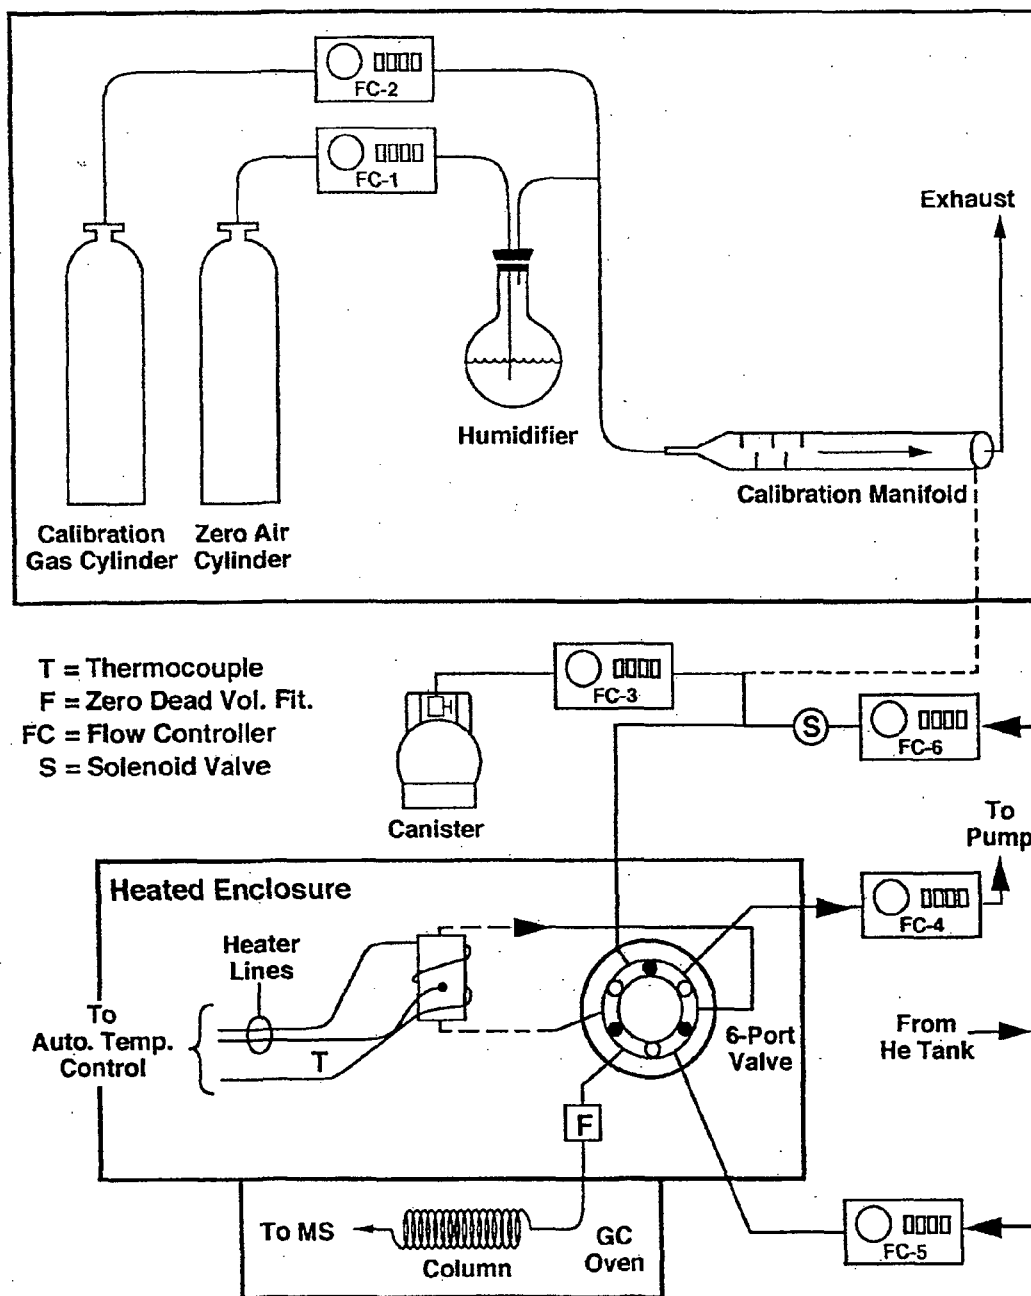 FC-2
FC-1
Exhaust
Humidifier
Calibration Manifold
Calibration
Gas Cylinder
Zero Air
Cylinder
T = Thermocouple
F = Zero Dead Vol. Fit.
FC = Flow Controller
S = Solenoid Valve
FC-3
S
FC-6
Canister
To
Pump
FC-4
Heated Enclosure
Heater
Lines
To
Auto. Temp.
Control
T
6-Port
Valve
From
He Tank
F
FC-5
To MS
Column
GC
Oven